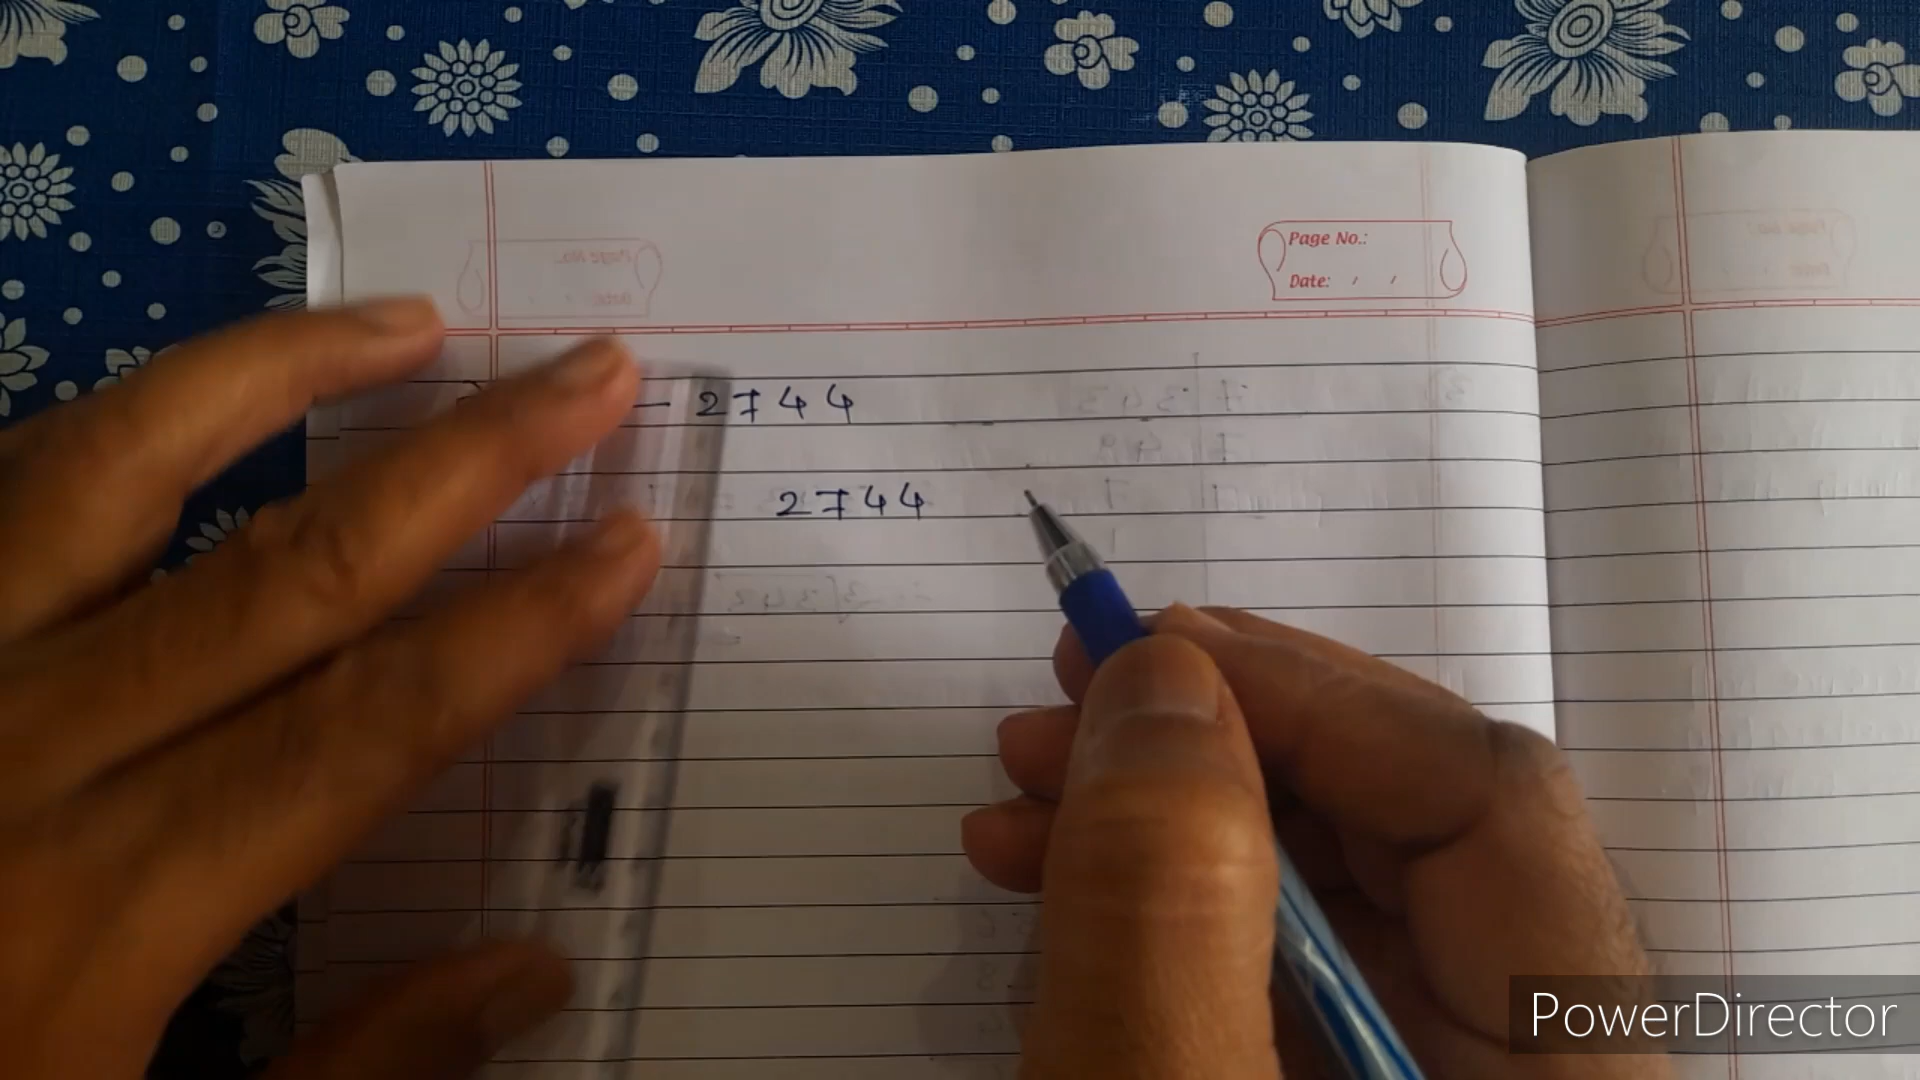 Page No.:
Date: / /
- 2744
2744
PowerDirector